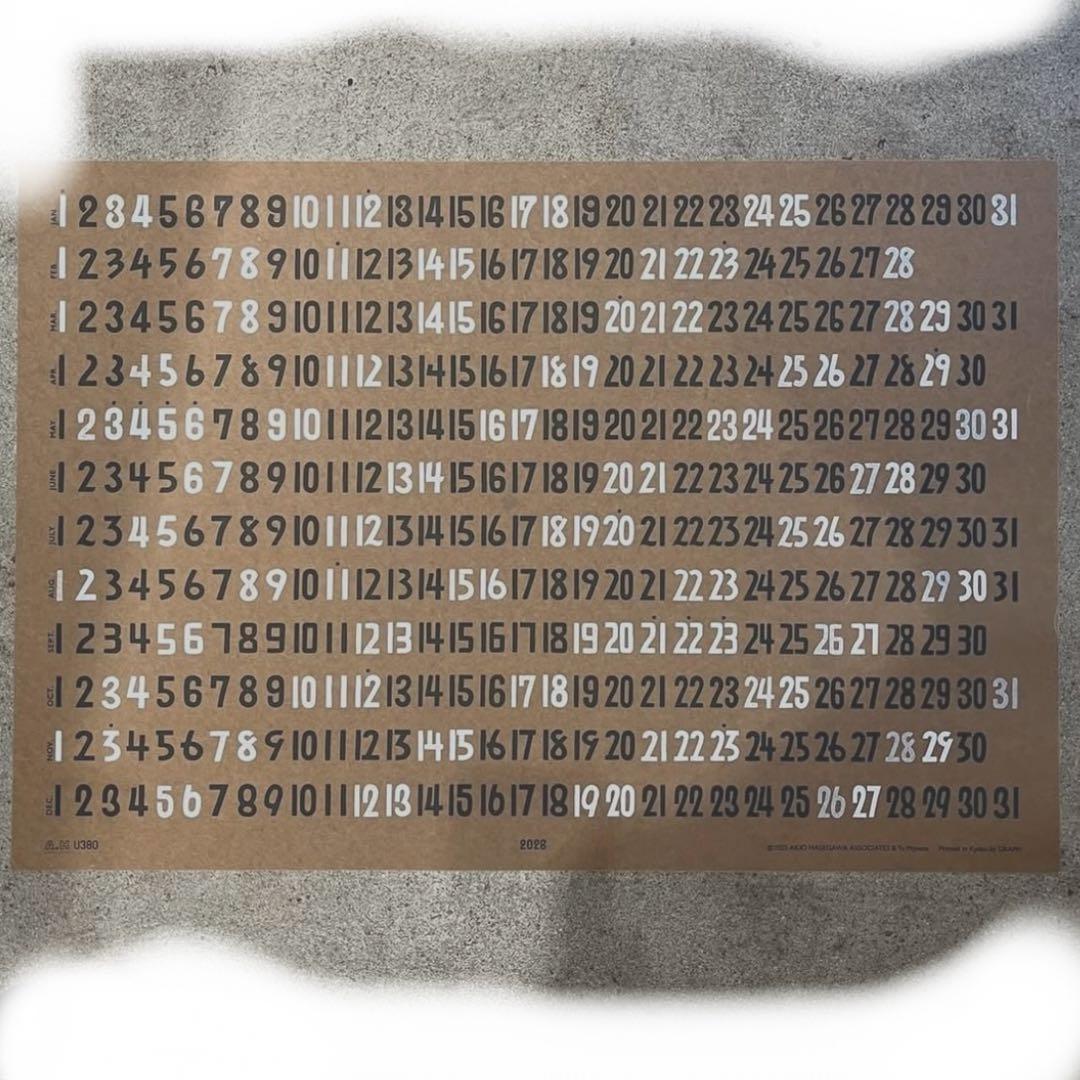 JAN. 1 2 3 4 5 6 7 8 9 10 11 12 13 14 15 16 17 18 19 20 21 22 23 24 25 26 27 28 29 30 31
FEB. 1 2 3 4 5 6 7 8 9 10 11 12 13 14 15 16 17 18 19 20 21 22 23 24 25 26 27 28
MAR. 1 2 3 4 5 6 7 8 9 10 11 12 13 14 15 16 17 18 19 20 21 22 23 24 25 26 27 28 29 30 31
APR. 1 2 3 4 5 6 7 8 9 10 11 12 13 14 15 16 17 18 19 20 21 22 23 24 25 26 27 28 29 30
MAY. 1 2 3 4 5 6 7 8 9 10 11 12 13 14 15 16 17 18 19 20 21 22 23 24 25 26 27 28 29 30 31
JUNE 1 2 3 4 5 6 7 8 9 10 11 12 13 14 15 16 17 18 19 20 21 22 23 24 25 26 27 28 29 30
JULY 1 2 3 4 5 6 7 8 9 10 11 12 13 14 15 16 17 18 19 20 21 22 23 24 25 26 27 28 29 30 31
AUG. 1 2 3 4 5 6 7 8 9 10 11 12 13 14 15 16 17 18 19 20 21 22 23 24 25 26 27 28 29 30 31
SEPT. 1 2 3 4 5 6 7 8 9 10 11 12 13 14 15 16 17 18 19 20 21 22 23 24 25 26 27 28 29 30
OCT. 1 2 3 4 5 6 7 8 9 10 11 12 13 14 15 16 17 18 19 20 21 22 23 24 25 26 27 28 29 30 31
NOV. 1 2 3 4 5 6 7 8 9 10 11 12 13 14 15 16 17 18 19 20 21 22 23 24 25 26 27 28 29 30
DEC. 1 2 3 4 5 6 7 8 9 10 11 12 13 14 15 16 17 18 19 20 21 22 23 24 25 26 27 28 29 30 31
A.H U380 2026 HASEGAWA ASSOCIATES & Printed in Kyoto by GRAPH